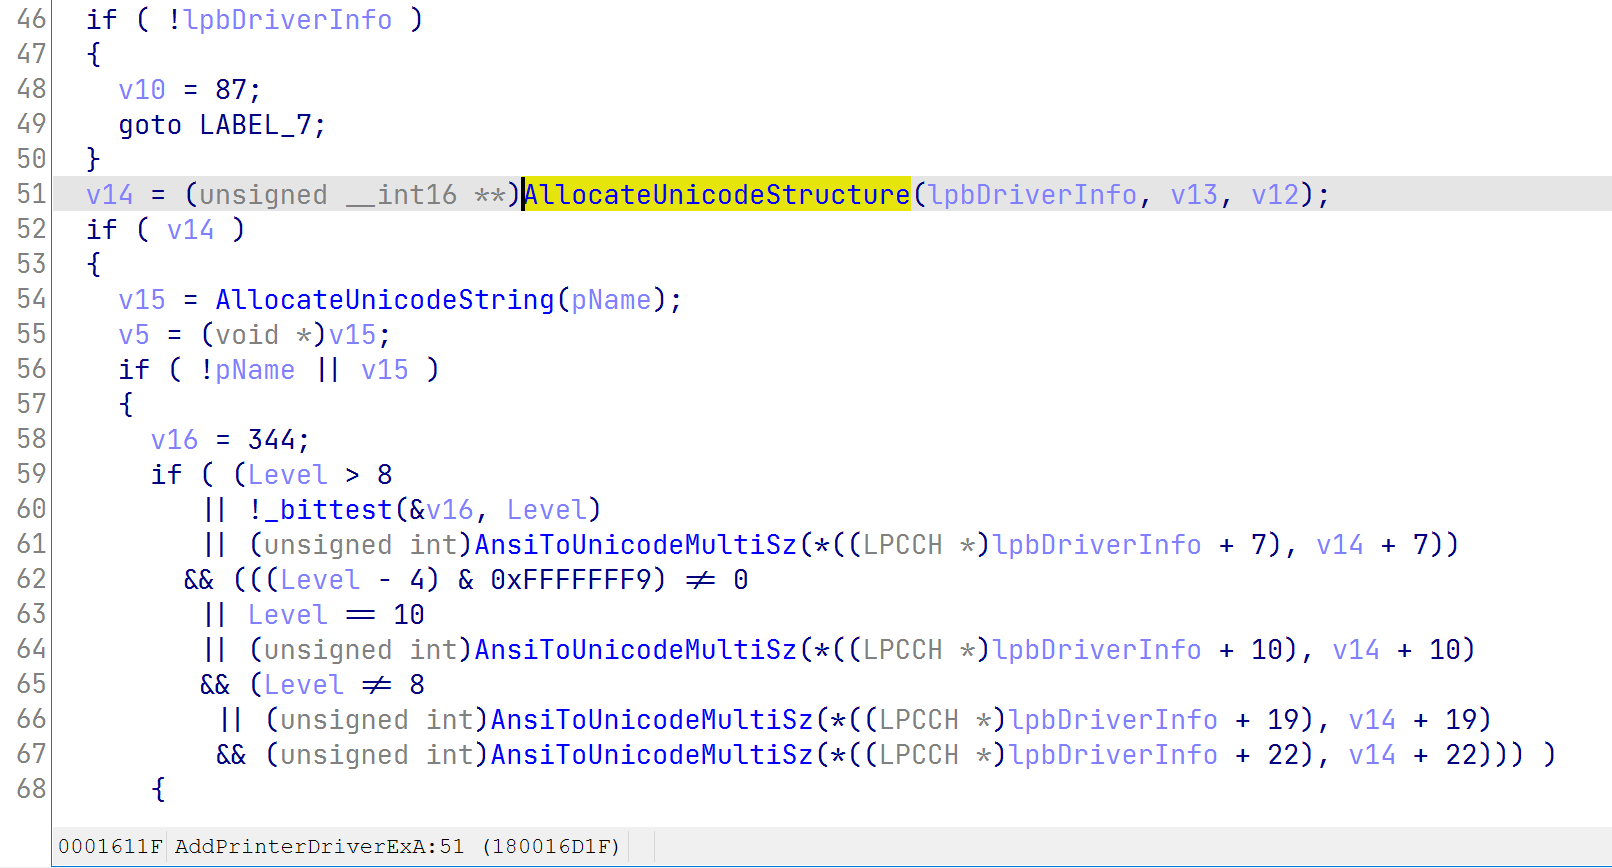 46 if ( !lpbDriverInfo )
47 {
48 v10 = 87;
49 goto LABEL_7;
50 }
51 v14 = (unsigned __int16 **)AllocateUnicodeStructure(lpbDriverInfo, v13, v12);
52 if ( v14 )
53 {
54 v15 = AllocateUnicodeString(pName);
55 v5 = (void *)v15;
56 if ( !pName || v15 )
57 {
58 v16 = 344;
59 if ( (Level > 8
60 || !_bittest(&v16, Level)
61 || (unsigned int)AnsiToUnicodeMultiSz(*((LPCCH *)lpbDriverInfo + 7), v14 + 7))
62 && (((Level - 4) & 0xFFFFFFF9) != 0
63 || Level == 10
64 || (unsigned int)AnsiToUnicodeMultiSz(*((LPCCH *)lpbDriverInfo + 10), v14 + 10)
65 && (Level != 8
66 || (unsigned int)AnsiToUnicodeMultiSz(*((LPCCH *)lpbDriverInfo + 19), v14 + 19)
67 && (unsigned int)AnsiToUnicodeMultiSz(*((LPCCH *)lpbDriverInfo + 22), v14 + 22))) )
68 {
0001611F AddPrinterDriverExA:51 (180016D1F)